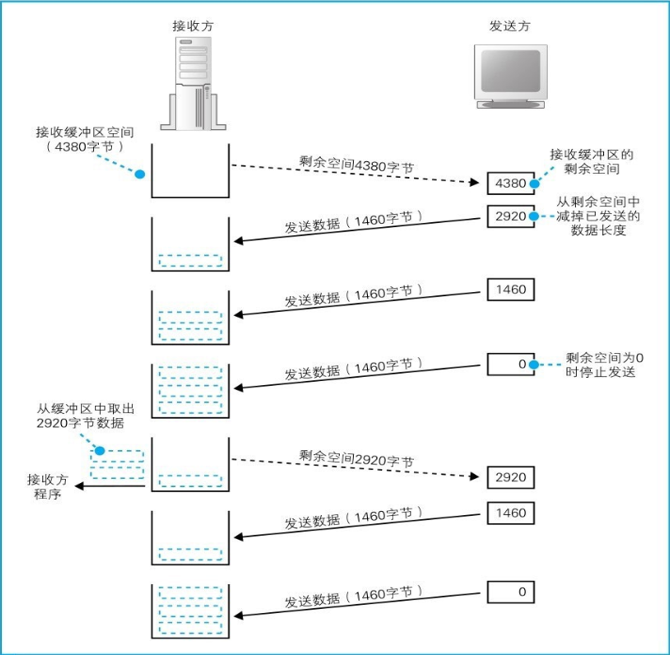 接收方
发送方
接收缓冲区空间
（4380字节）
剩余空间4380字节
4380
接收缓冲区的
剩余空间
发送数据（1460字节）
2920
从剩余空间中
减掉已发送的
数据长度
发送数据（1460字节）
1460
发送数据（1460字节）
0
剩余空间为0
时停止发送
从缓冲区中取出
2920字节数据
接收方
程序
剩余空间2920字节
2920
发送数据（1460字节）
1460
发送数据（1460字节）
0